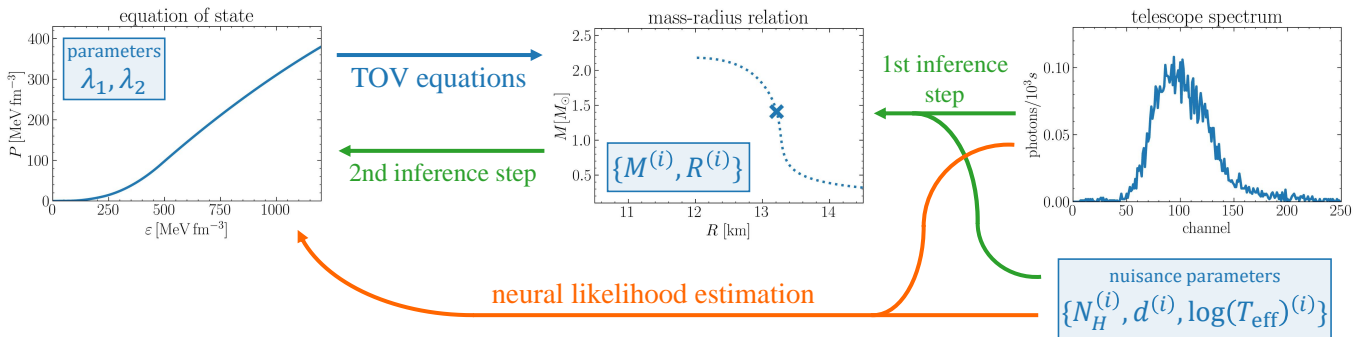 equation of state
400
300
200
100
0
P [MeV fm⁻³]
parameters
λ₁, λ₂
0 250 500 750 1000
ε [MeV fm⁻³]
TOV equations
2nd inference step
mass-radius relation
2.5
2.0
1.5
1.0
0.5
M [M⊙]
{M⁽ⁱ⁾, R⁽ⁱ⁾}
11 12 13 14
R [km]
1st inference
step
telescope spectrum
0.10
0.05
0.00
photons/10³s
0 50 100 150 200 250
channel
neural likelihood estimation
nuisance parameters
{N_H⁽ⁱ⁾, d⁽ⁱ⁾, log(T_eff)⁽ⁱ⁾}